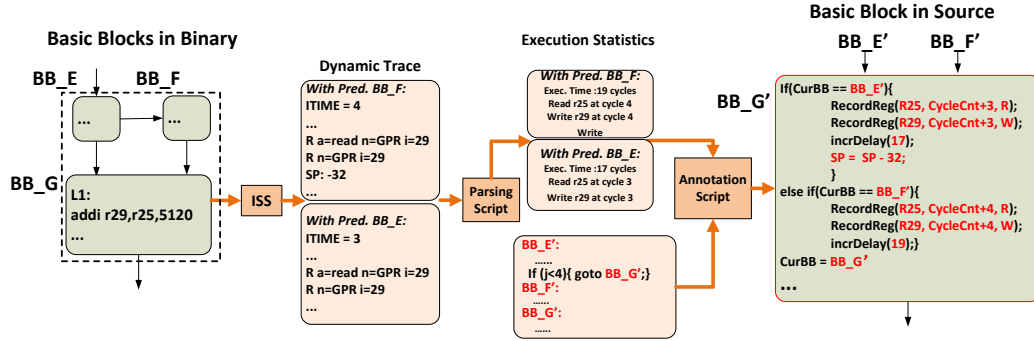 Basic Blocks in Binary
BB_E
BB_F
...
...
BB_G
L1:
addi r29,r25,5120
...
ISS
Dynamic Trace
With Pred. BB_F:
ITIME = 4
...
R a=read n=GPR i=29
R n=GPR i=29
SP: -32
...
With Pred. BB_E:
ITIME = 3
...
R a=read n=GPR i=29
R n=GPR i=29
...
Parsing
Script
Execution Statistics
With Pred. BB_F:
Exec. Time :19 cycles
Read r25 at cycle 4
Write r29 at cycle 4
Write
With Pred. BB_E:
Exec. Time :17 cycles
Read r25 at cycle 3
Write r29 at cycle 3
BB_E':
......
If (j<4){ goto BB_G';}
BB_F':
......
BB_G':
......
Annotation
Script
Basic Block in Source
BB_E'
BB_F'
BB_G'
If(CurBB == BB_E'){
RecordReg(R25, CycleCnt+3, R);
RecordReg(R29, CycleCnt+3, W);
incrDelay(17);
SP = SP - 32;
}
else if(CurBB == BB_F'){
RecordReg(R25, CycleCnt+4, R);
RecordReg(R29, CycleCnt+4, W);
incrDelay(19);}
CurBB = BB_G'
...